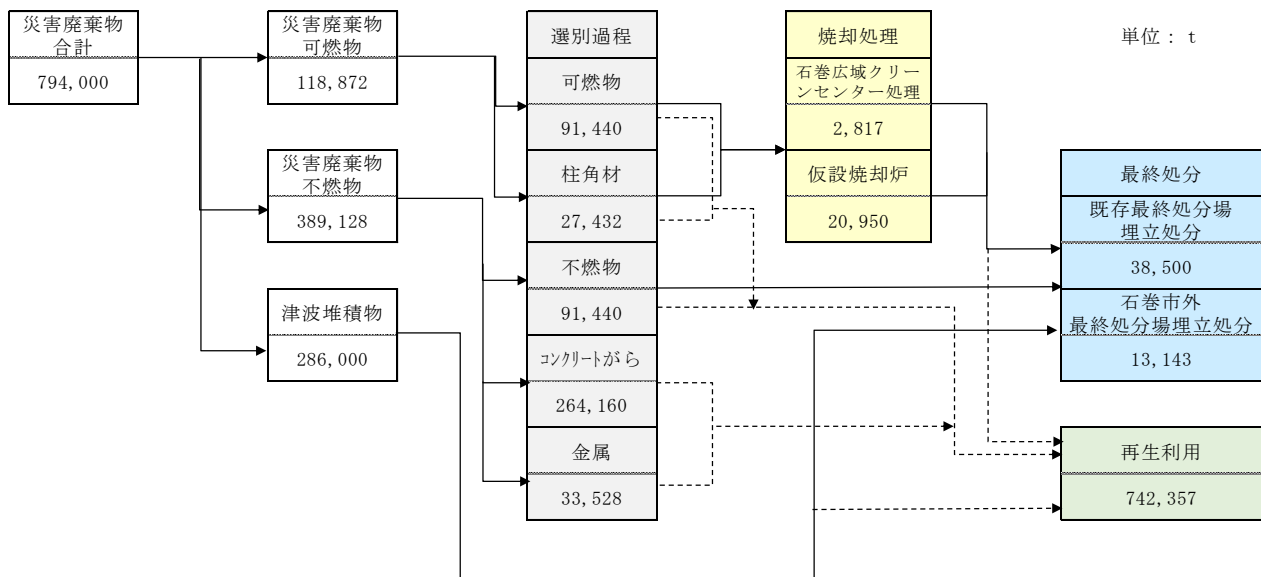 災害廃棄物
合計
794,000
災害廃棄物
可燃物
118,872
災害廃棄物
不燃物
389,128
津波堆積物
286,000
選別過程
可燃物
91,440
柱角材
27,432
不燃物
91,440
コンクリートがら
264,160
金属
33,528
焼却処理
石巻広域クリー
ンセンター処理
2,817
仮設焼却炉
20,950
単位：t
最終処分
既存最終処分場
埋立処分
38,500
石巻市外
最終処分場埋立処分
13,143
再生利用
742,357